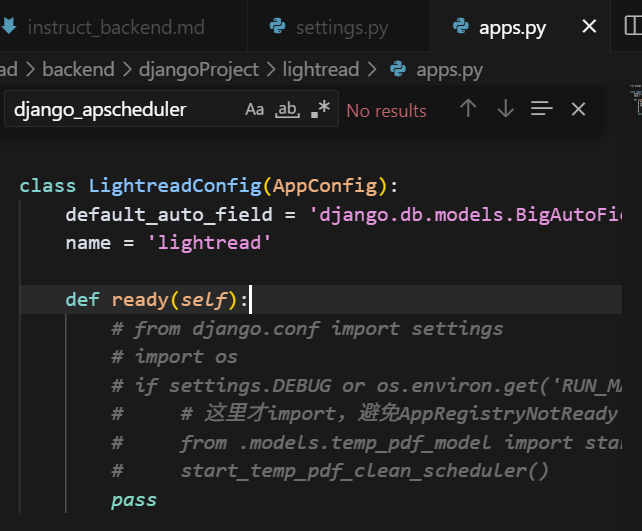 instruct_backend.md settings.py apps.py
ad > backend > djangoProject > lightread > apps.py
django_apscheduler Aa ab .* No results
class LightreadConfig(AppConfig):
    default_auto_field = 'django.db.models.BigAutoFie
    name = 'lightread'
    def ready(self):
        # from django.conf import settings
        # import os
        # if settings.DEBUG or os.environ.get('RUN_MA
        #     # 这里才import，避免AppRegistryNotReady
        #     from .models.temp_pdf_model import star
        #     start_temp_pdf_clean_scheduler()
        pass